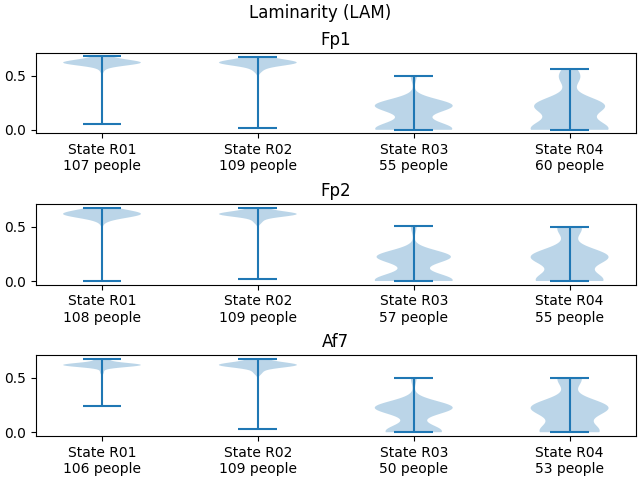 Laminarity (LAM)
Fp1
0.5
0.0
State R01 State R02 State R03 State R04
107 people 109 people 55 people 60 people
Fp2
0.5
0.0
State R01 State R02 State R03 State R04
108 people 109 people 57 people 55 people
Af7
0.5
0.0
State R01 State R02 State R03 State R04
106 people 109 people 50 people 53 people